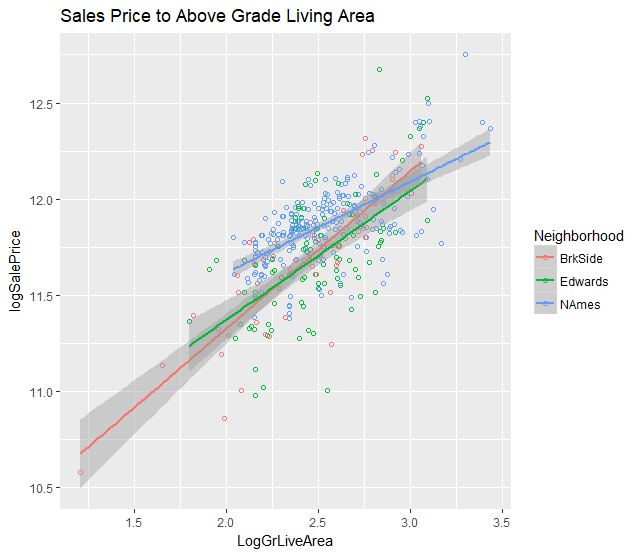 Sales Price to Above Grade Living Area
12.5
12.0
11.5
11.0
10.5
logSalePrice
1.5 2.0 2.5 3.0 3.5
LogGrLiveArea
Neighborhood
BrkSide
Edwards
NAmes